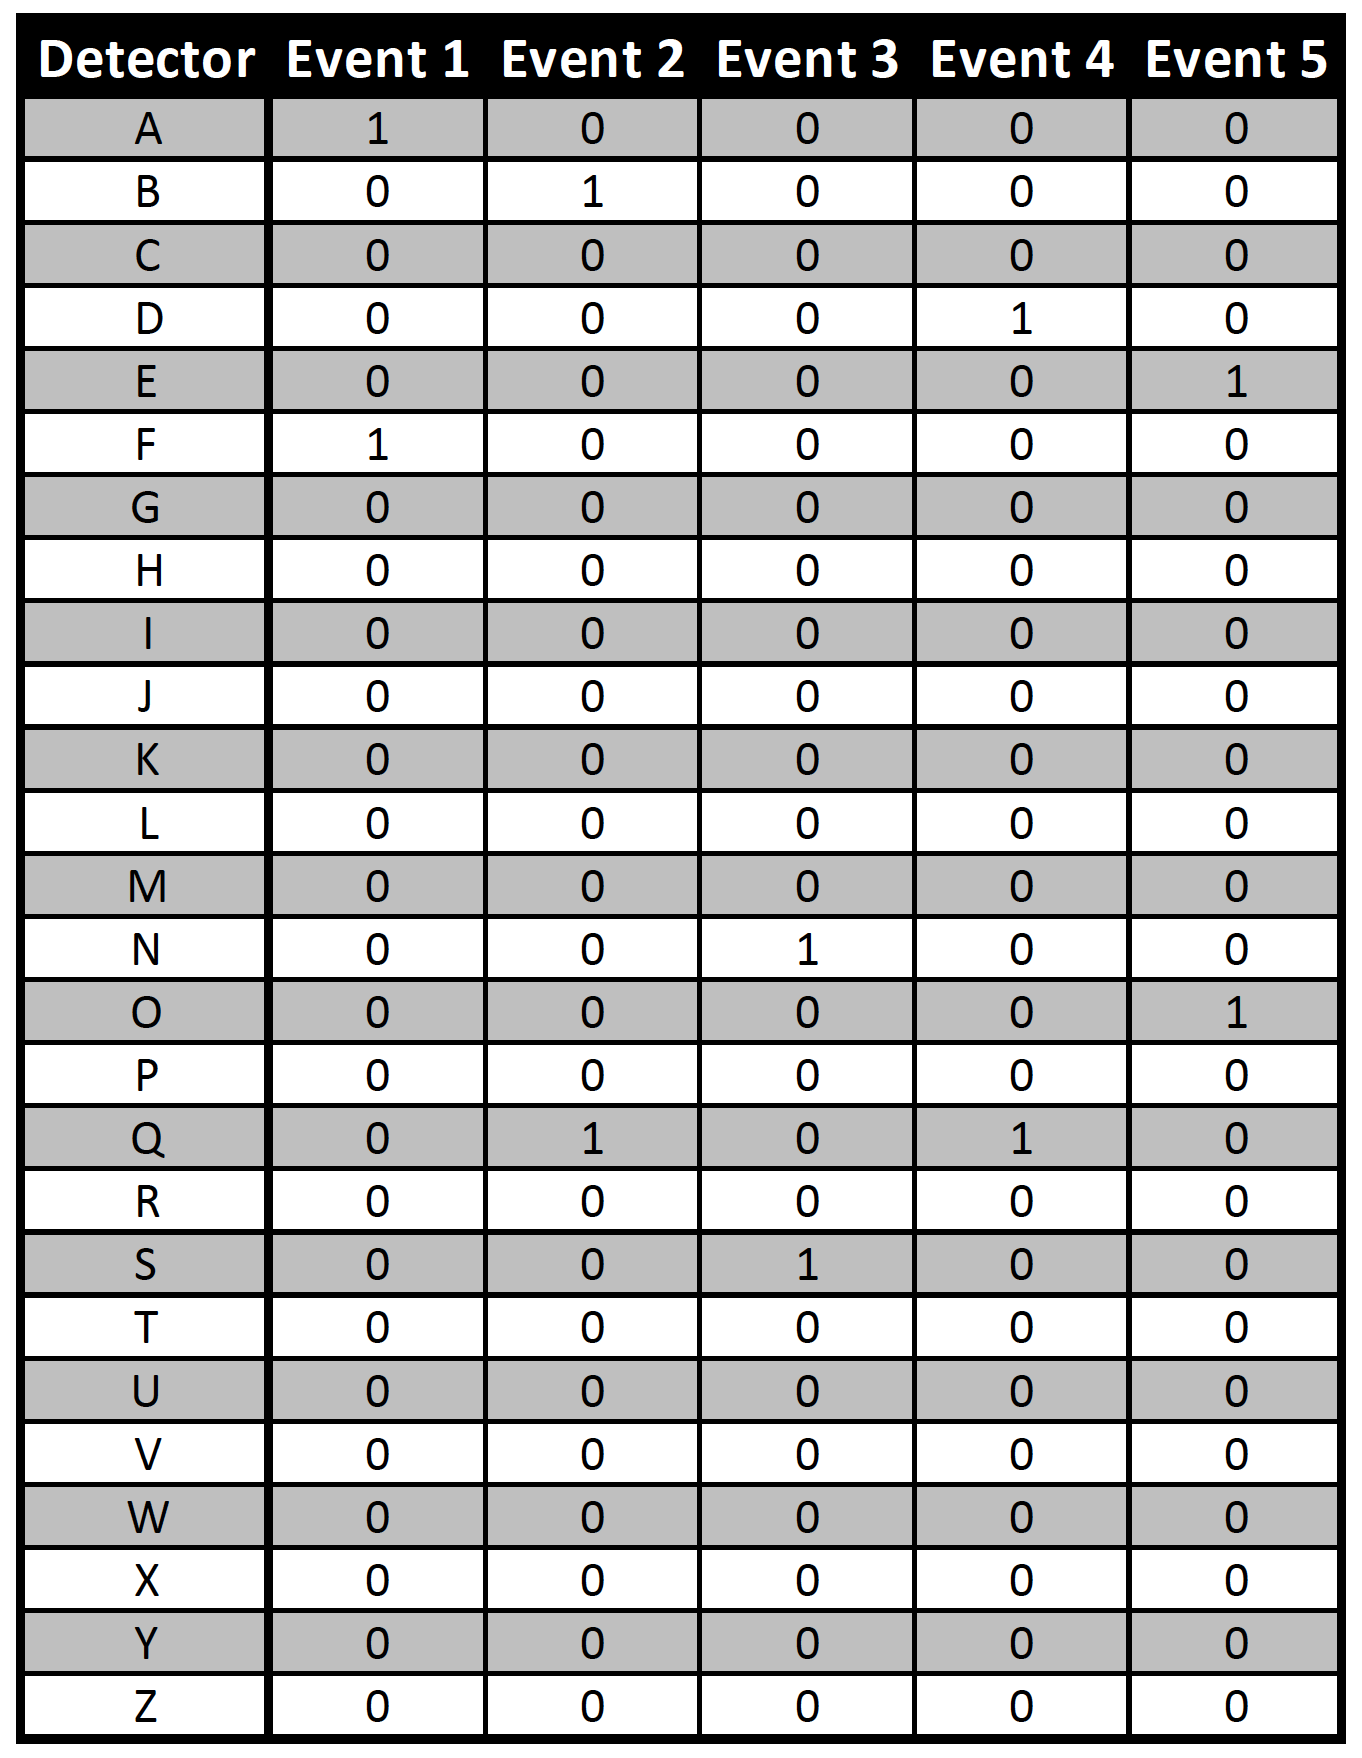 Detector Event 1 Event 2 Event 3 Event 4 Event 5
A 1 0 0 0 0
B 0 1 0 0 0
C 0 0 0 0 0
D 0 0 0 1 0
E 0 0 0 0 1
F 1 0 0 0 0
G 0 0 0 0 0
H 0 0 0 0 0
I 0 0 0 0 0
J 0 0 0 0 0
K 0 0 0 0 0
L 0 0 0 0 0
M 0 0 0 0 0
N 0 0 1 0 0
O 0 0 0 0 1
P 0 0 0 0 0
Q 0 1 0 1 0
R 0 0 0 0 0
S 0 0 1 0 0
T 0 0 0 0 0
U 0 0 0 0 0
V 0 0 0 0 0
W 0 0 0 0 0
X 0 0 0 0 0
Y 0 0 0 0 0
Z 0 0 0 0 0